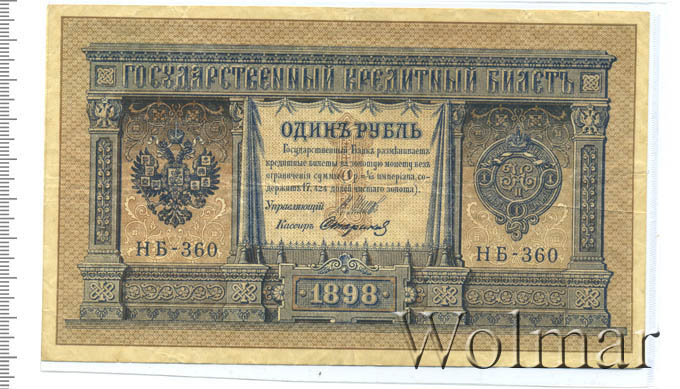 ГОСУДАРСТВЕННЫЙ КРЕДИТНЫЙ БИЛЕТЪ
ОДИНЪ РУБЛЬ
Государственный Банкъ размѣниваетъ
кредитные билеты на золотую монету безъ
ограниченія суммы (1 р. = 1/15 имперіала, со-
держитъ 17,424 долей чистаго золота).
Управляющій
Кассиръ
НБ-360
НБ-360
1898
Wolmar